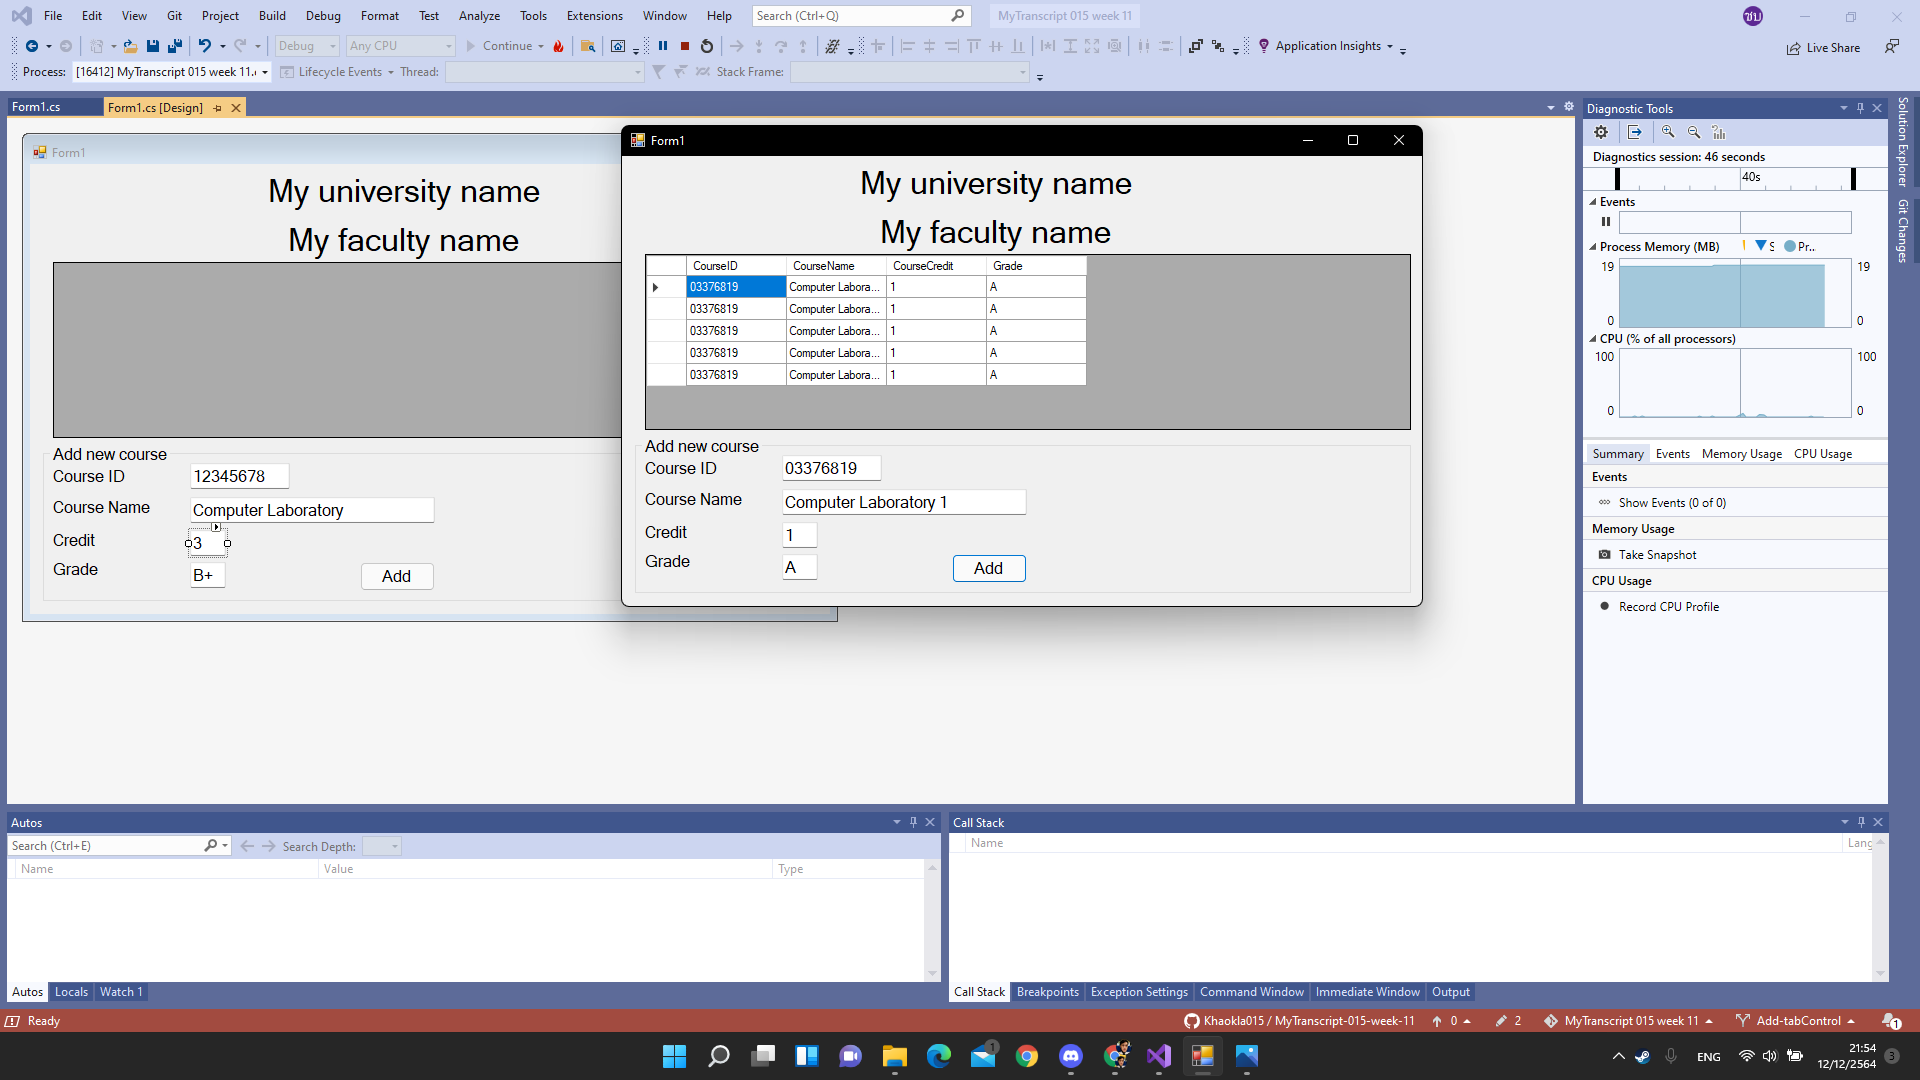 File Edit View Git Project Build Debug Format Test Analyze Tools Extensions Window Help Search (Ctrl+Q) MyTranscript 015 week 11 ชบ
Debug Any CPU Continue Application Insights Live Share
Process: [16412] MyTranscript 015 week 11. Lifecycle Events Thread: Stack Frame:
Form1.cs Form1.cs [Design]
Form1
My university name
My faculty name
Add new course
Course ID 12345678
Course Name Computer Laboratory
Credit 3
Grade B+ Add
Form1
My university name
My faculty name
CourseID CourseName CourseCredit Grade
03376819 Computer Labora... 1 A
03376819 Computer Labora... 1 A
03376819 Computer Labora... 1 A
03376819 Computer Labora... 1 A
03376819 Computer Labora... 1 A
Add new course
Course ID 03376819
Course Name Computer Laboratory 1
Credit 1
Grade A Add
Diagnostic Tools
Diagnostics session: 46 seconds
40s
Events
Process Memory (MB) S Pr...
19 19
0 0
CPU (% of all processors)
100 100
0 0
Summary Events Memory Usage CPU Usage
Events
Show Events (0 of 0)
Memory Usage
Take Snapshot
CPU Usage
Record CPU Profile
Solution Explorer
Git Changes
Autos
Search (Ctrl+E) Search Depth:
Name Value Type
Autos Locals Watch 1
Call Stack
Name Lang
Call Stack Breakpoints Exception Settings Command Window Immediate Window Output
Ready Khaokla015 / MyTranscript-015-week-11 0 2 MyTranscript 015 week 11 Add-tabControl 1
1 ENG 21:54
12/12/2564 3